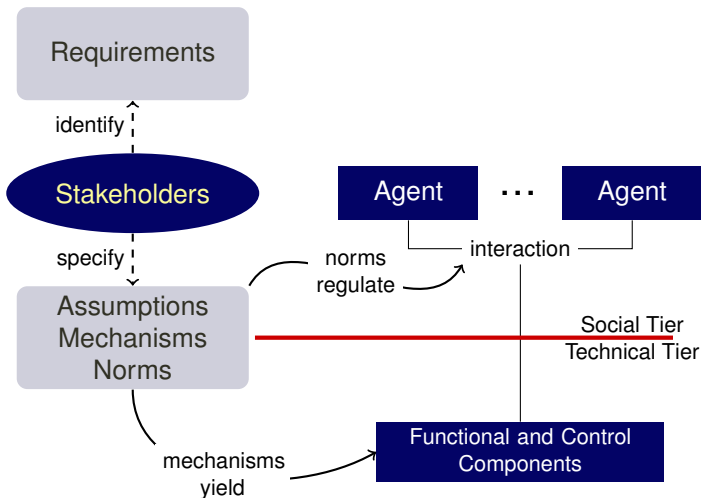 Requirements
identify
Stakeholders
specify
Assumptions
Mechanisms
Norms
norms
regulate
Agent
...
Agent
interaction
Social Tier
Technical Tier
mechanisms
yield
Functional and Control
Components